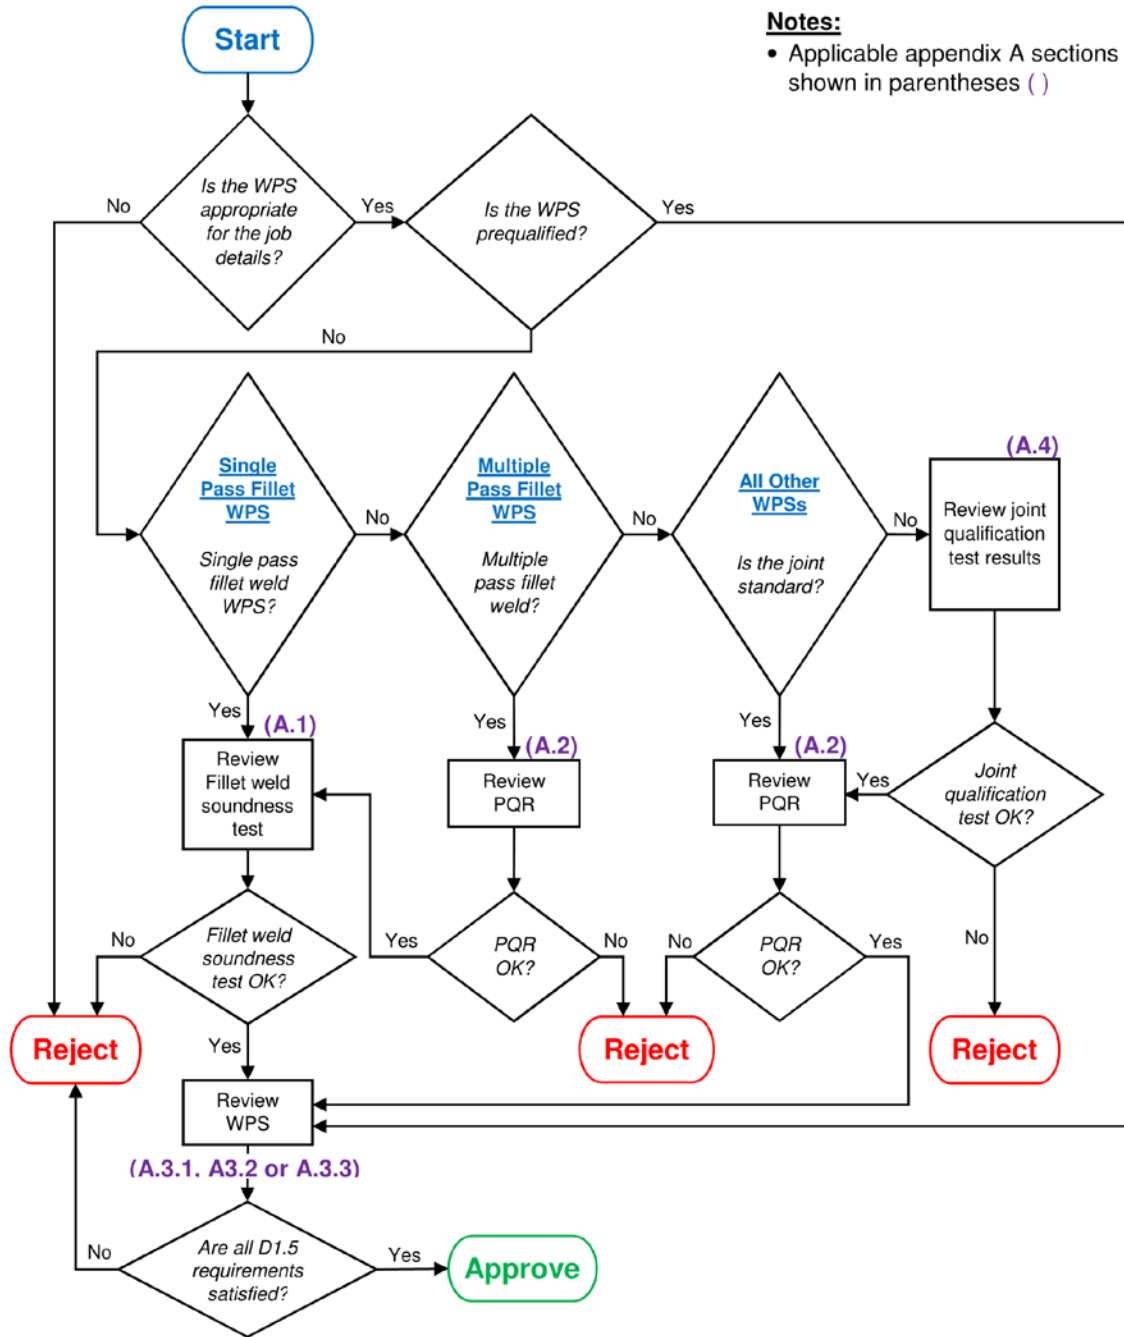 Start
Notes:
• Applicable appendix A sections
shown in parentheses ( )
Is the WPS
appropriate
for the job
details?
No
Yes
Is the WPS
prequalified?
Yes
No
Single
Pass Fillet
WPS
Single pass
fillet weld
WPS?
No
Multiple
Pass Fillet
WPS
Multiple
pass fillet
weld?
No
All Other
WPSs
Is the joint
standard?
No
(A.4)
Review joint
qualification
test results
Yes
(A.1)
Review
Fillet weld
soundness
test
Yes
(A.2)
Review
PQR
Yes
(A.2)
Review
PQR
Yes
Joint
qualification
test OK?
No
Fillet weld
soundness
test OK?
Yes
PQR
OK?
No
No
PQR
OK?
Yes
No
Reject
Yes
Reject
Reject
Review
WPS
(A.3.1, A3.2 or A.3.3)
No
Are all D1.5
requirements
satisfied?
Yes
Approve